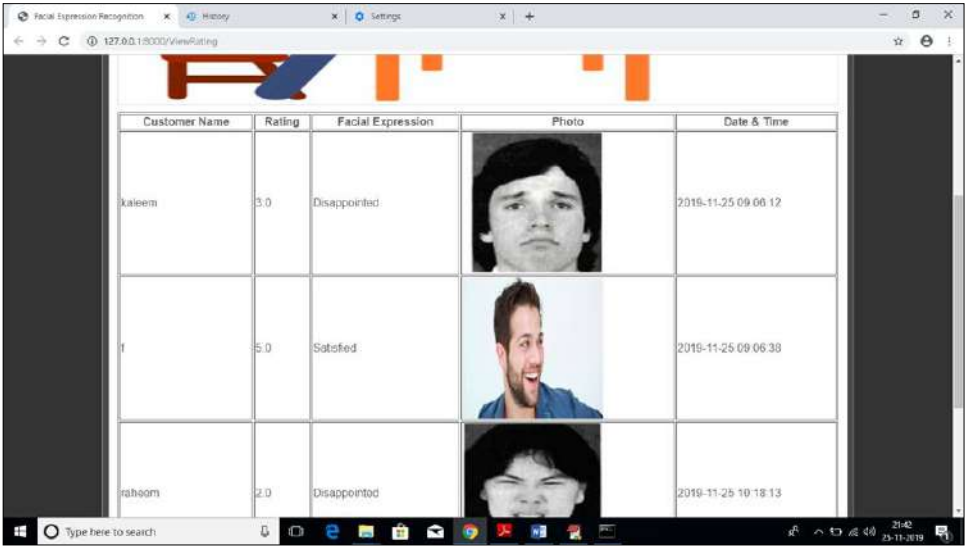 Facial Expression Recognition
History
Settings
127.0.0.1:8000/ViewRating
Customer Name Rating Facial Expression Photo Date & Time
kaleem 3.0 Disappointed 2019-11-25 09:06:12
f 5.0 Satisfied 2019-11-25 09:06:38
raheem 2.0 Disappointed 2019-11-25 10:18:13
Type here to search
21:42
25-11-2019